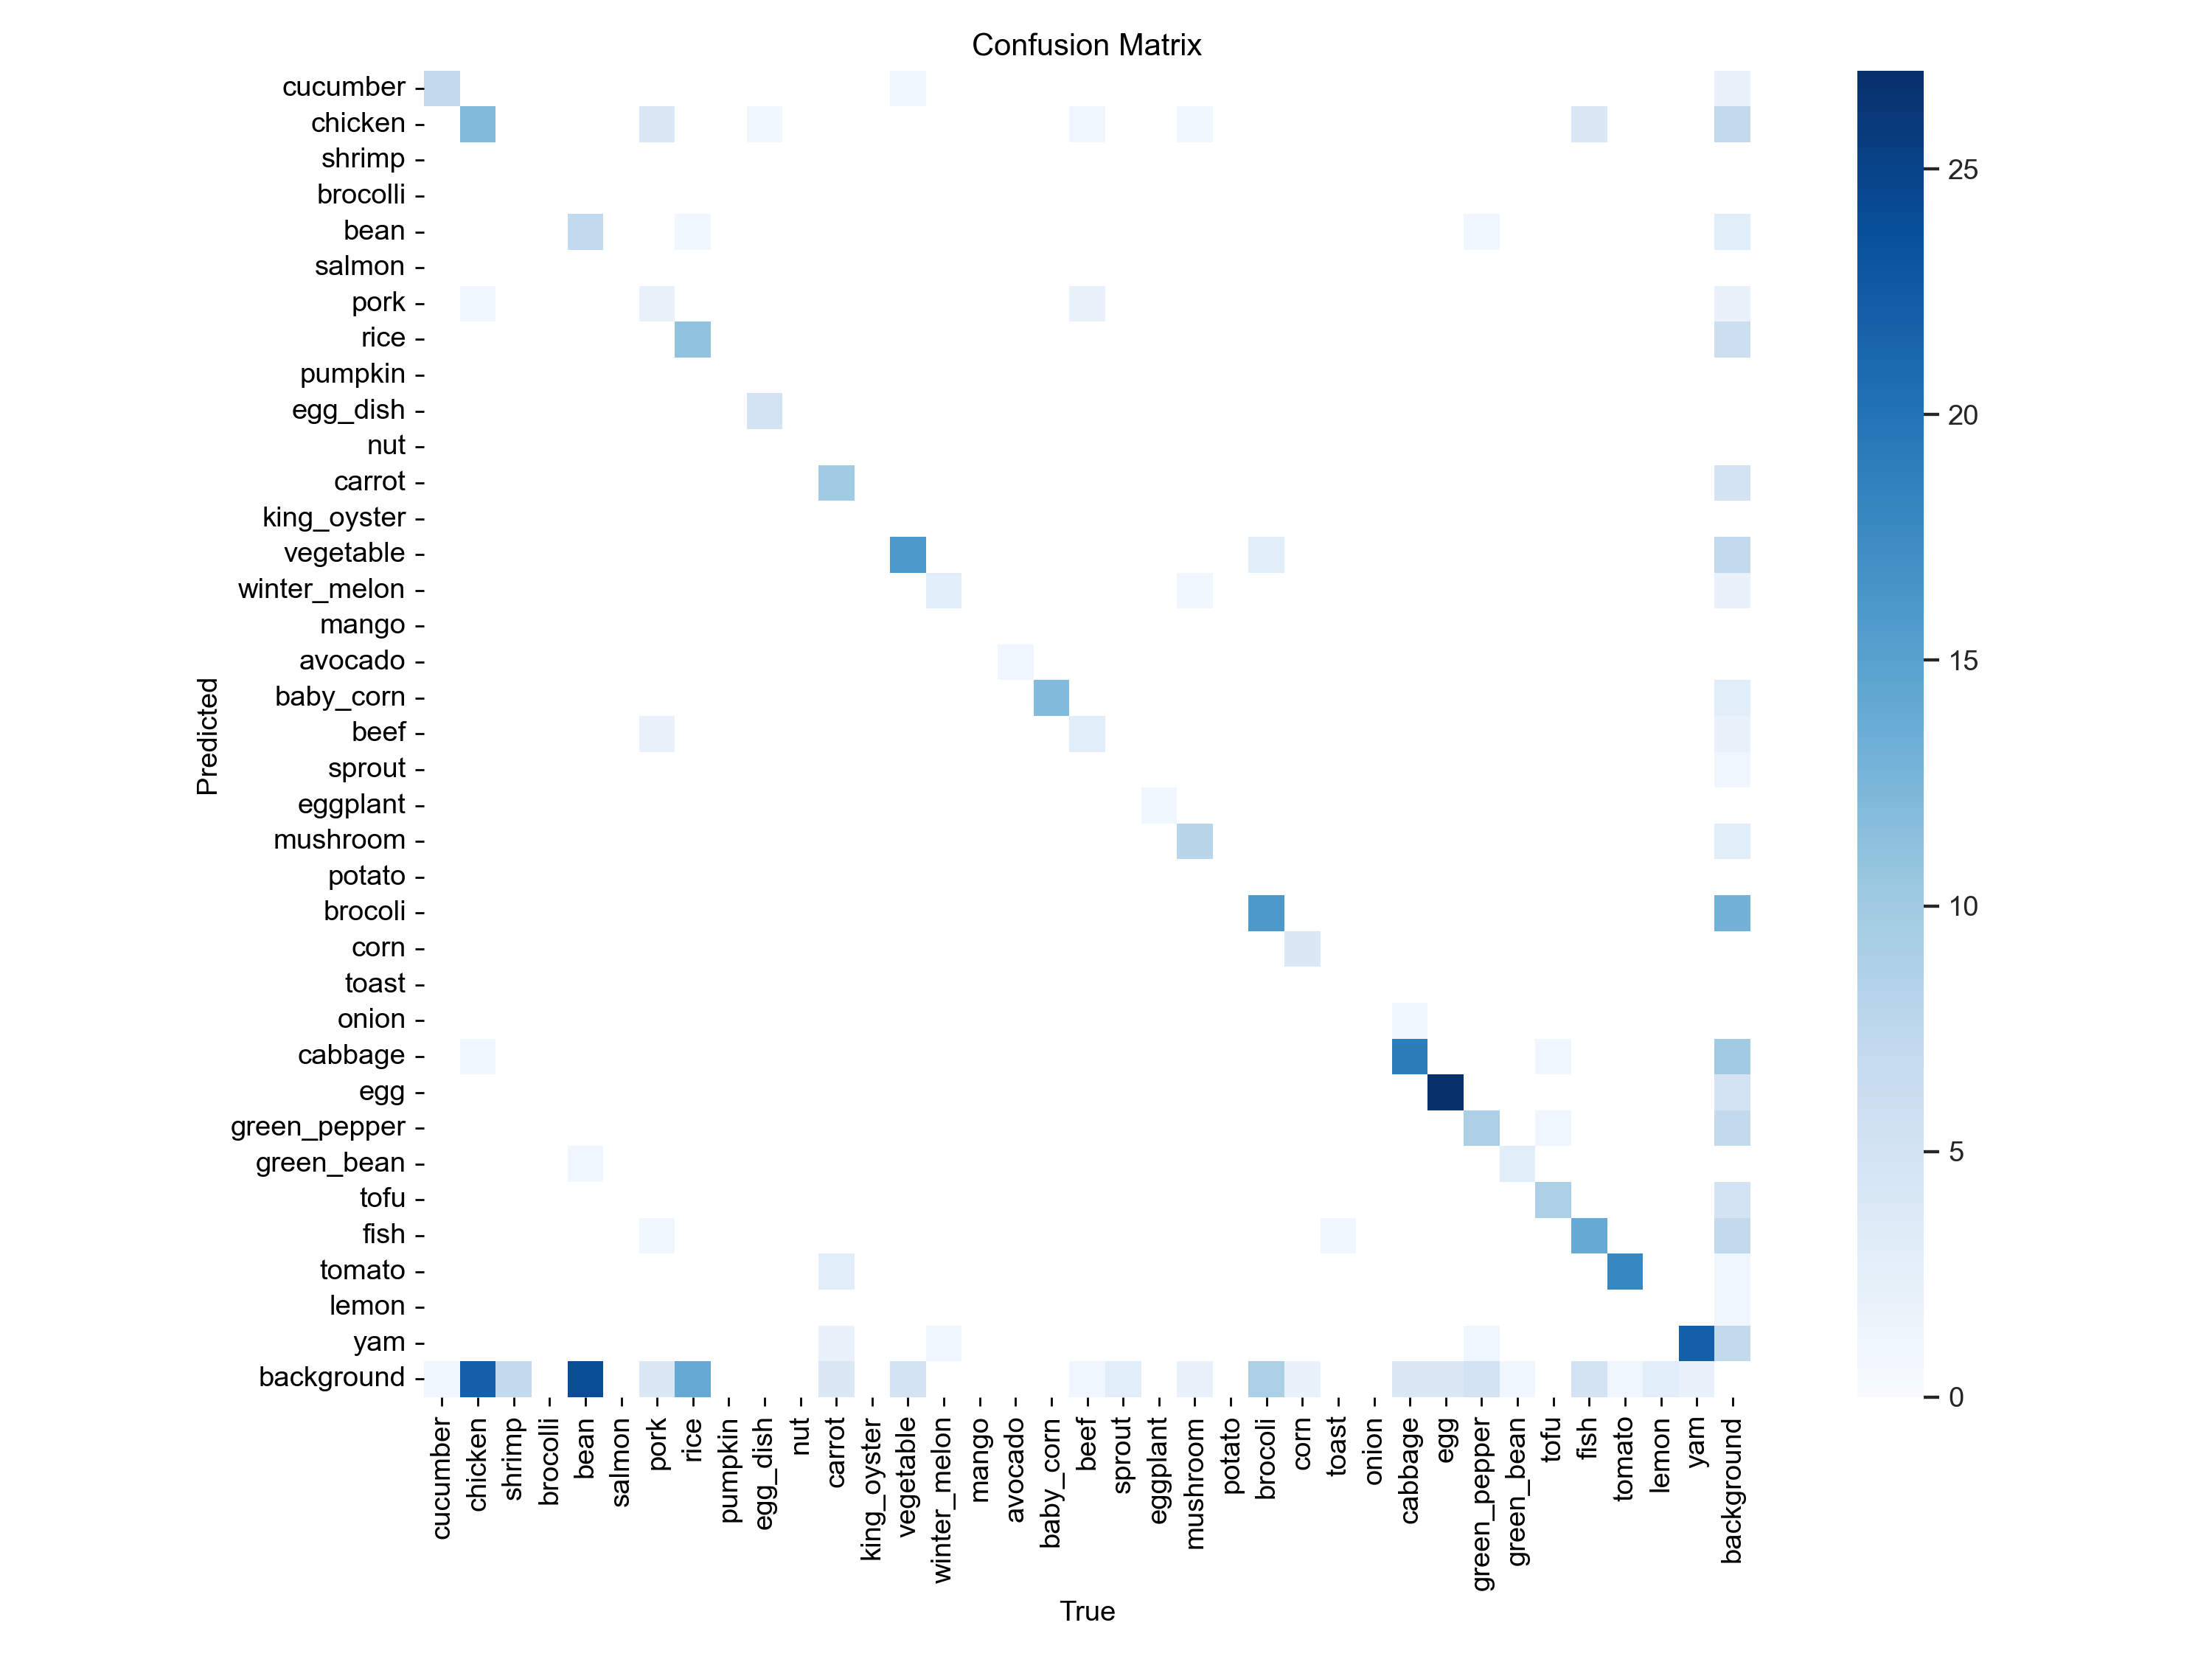 Confusion Matrix
cucumber
chicken
shrimp
brocolli
bean
salmon
pork
rice
pumpkin
egg_dish
nut
carrot
king_oyster
vegetable
winter_melon
mango
avocado
baby_corn
beef
sprout
eggplant
mushroom
potato
brocoli
corn
toast
onion
cabbage
egg
green_pepper
green_bean
tofu
fish
tomato
lemon
yam
background
Predicted
cucumber
chicken
shrimp
brocolli
bean
salmon
pork
rice
pumpkin
egg_dish
nut
carrot
king_oyster
vegetable
winter_melon
mango
avocado
baby_corn
beef
sprout
eggplant
mushroom
potato
brocoli
corn
toast
onion
cabbage
egg
green_pepper
green_bean
tofu
fish
tomato
lemon
yam
background
True
25
20
15
10
5
0